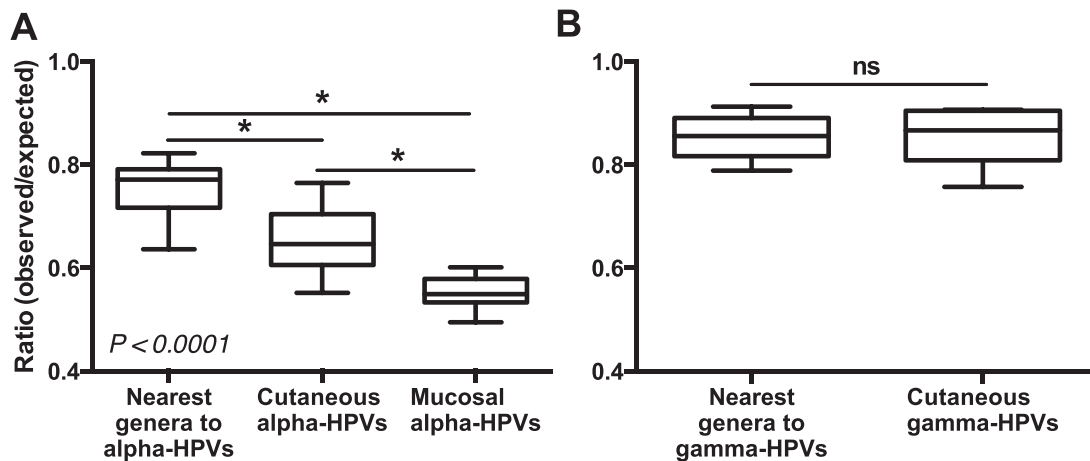 A
Ratio (observed/expected)
1.0
0.8
0.6
0.4
*
*
*
P < 0.0001
Nearest
genera to
alpha-HPVs
Cutaneous
alpha-HPVs
Mucosal
alpha-HPVs
B
1.0
0.8
0.6
0.4
ns
Nearest
genera to
gamma-HPVs
Cutaneous
gamma-HPVs